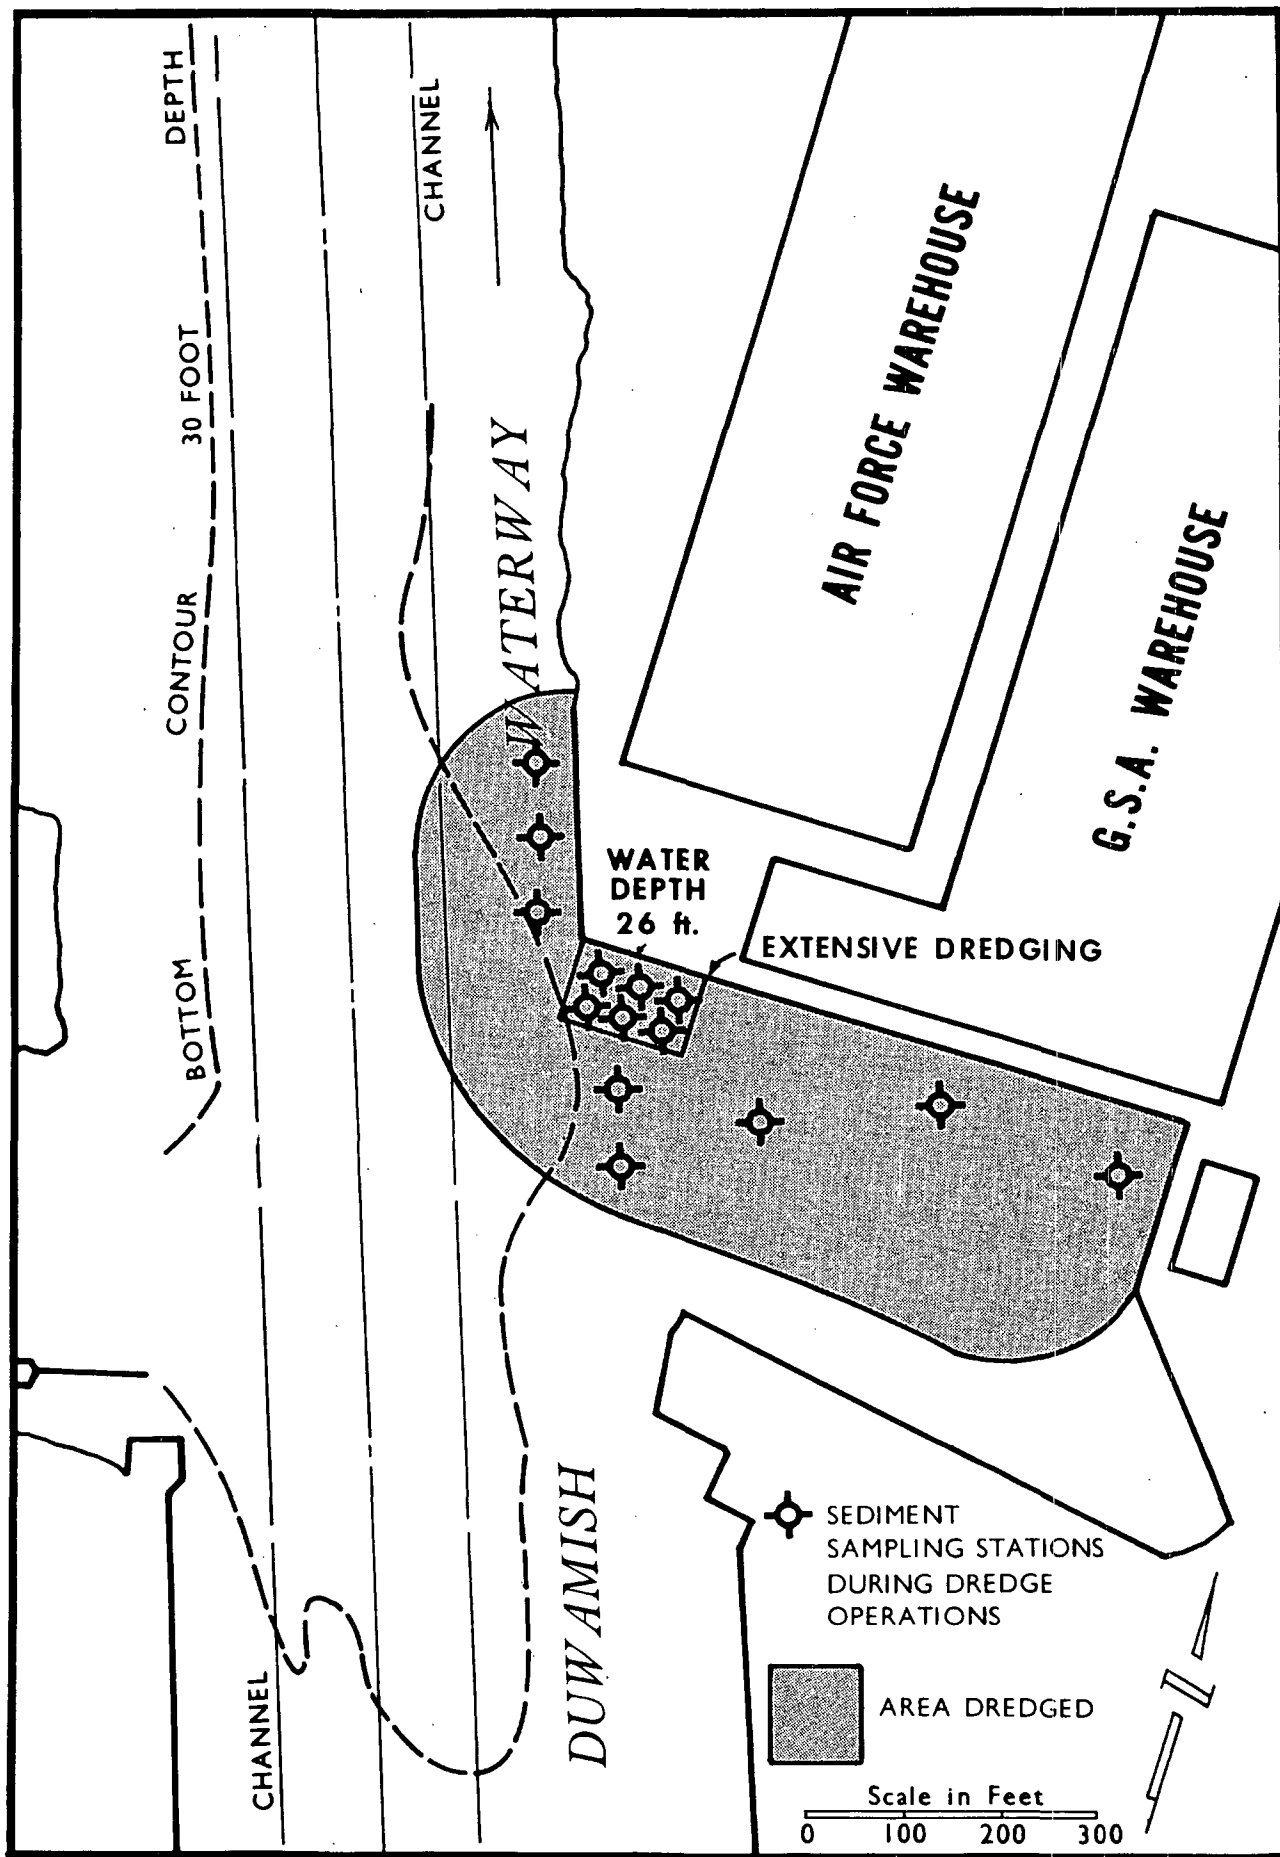 DEPTH
30 FOOT
CONTOUR
BOTTOM
CHANNEL
CHANNEL
WATERWAY
DUWAMISH
AIR FORCE WAREHOUSE
G.S.A. WAREHOUSE
WATER
DEPTH
26 ft.
EXTENSIVE DREDGING
SEDIMENT
SAMPLING STATIONS
DURING DREDGE
OPERATIONS
AREA DREDGED
Scale in Feet
0 100 200 300
N